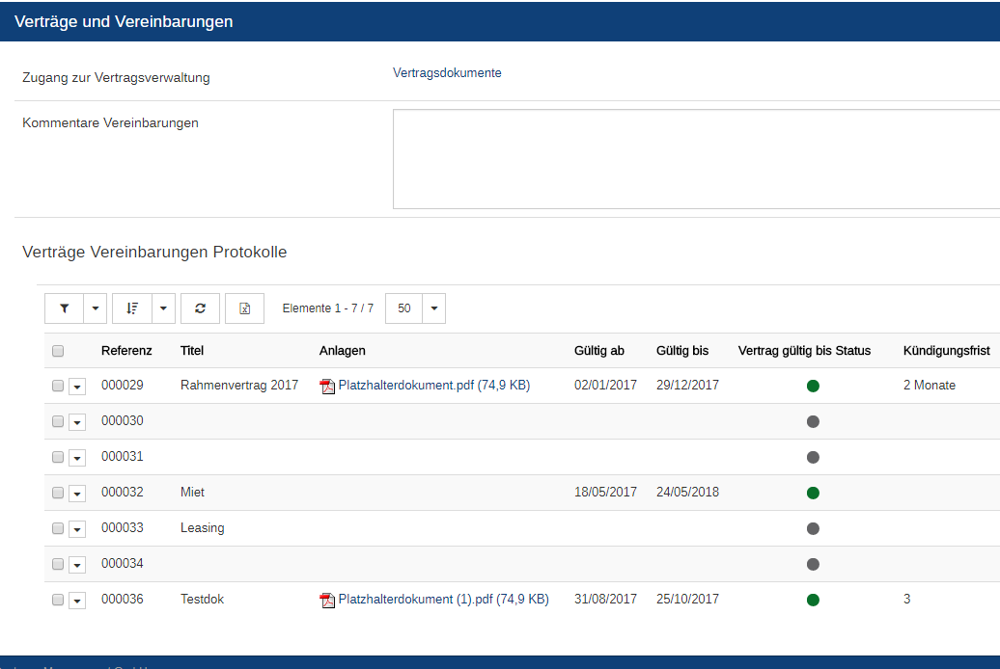 Verträge und Vereinbarungen
Zugang zur Vertragsverwaltung Vertragsdokumente
Kommentare Vereinbarungen
Verträge Vereinbarungen Protokolle
Elemente 1 - 7 / 7 50
Referenz Titel Anlagen Gültig ab Gültig bis Vertrag gültig bis Status Kündigungsfrist
000029 Rahmenvertrag 2017 Platzhalterdokument.pdf (74,9 KB) 02/01/2017 29/12/2017 2 Monate
000030
000031
000032 Miet 18/05/2017 24/05/2018
000033 Leasing
000034
000036 Testdok Platzhalterdokument (1).pdf (74,9 KB) 31/08/2017 25/10/2017 3